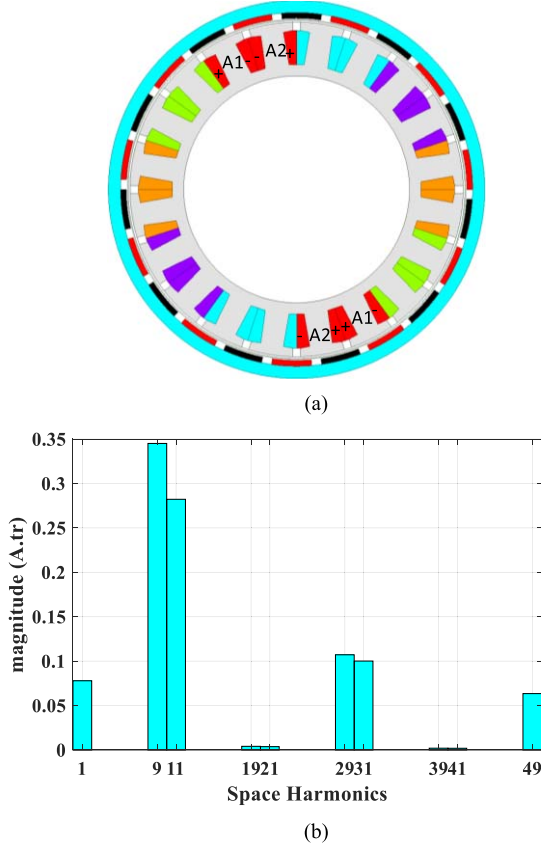 A1 - - A2 +
+
- A2 + + A1 -
(a)
0.35
0.3
0.25
0.2
0.15
0.1
0.05
0
magnitude (A.tr)
1 9 11 1921 2931 3941 49
Space Harmonics
(b)